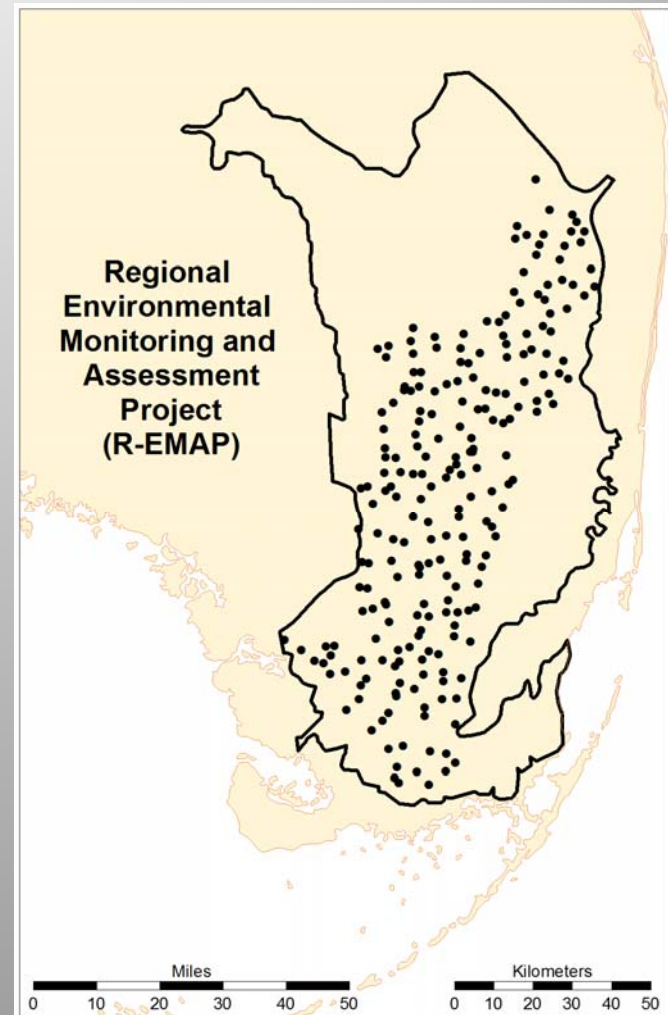 Regional
Environmental
Monitoring and
Assessment
Project
(R-EMAP)
Miles
0 10 20 30 40 50
Kilometers
0 10 20 30 40 50